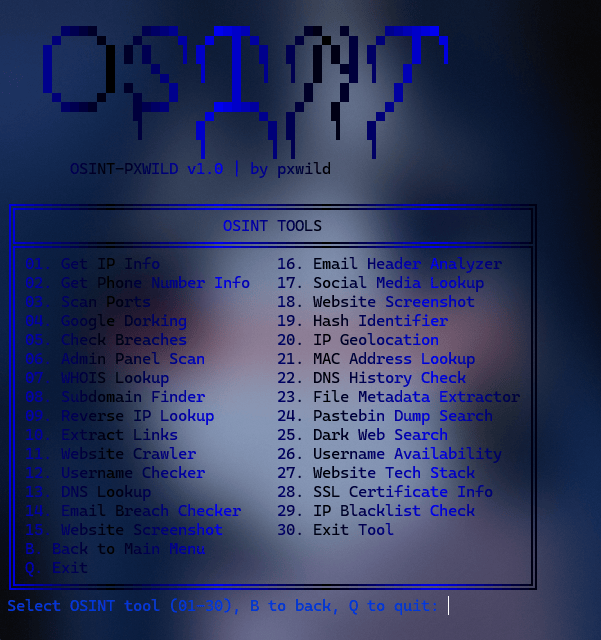 OSINT
OSINT-PXWILD v1.0 | by pxwild
OSINT TOOLS
01. Get IP Info 16. Email Header Analyzer
02. Get Phone Number Info 17. Social Media Lookup
03. Scan Ports 18. Website Screenshot
04. Google Dorking 19. Hash Identifier
05. Check Breaches 20. IP Geolocation
06. Admin Panel Scan 21. MAC Address Lookup
07. WHOIS Lookup 22. DNS History Check
08. Subdomain Finder 23. File Metadata Extractor
09. Reverse IP Lookup 24. Pastebin Dump Search
10. Extract Links 25. Dark Web Search
11. Website Crawler 26. Username Availability
12. Username Checker 27. Website Tech Stack
13. DNS Lookup 28. SSL Certificate Info
14. Email Breach Checker 29. IP Blacklist Check
15. Website Screenshot 30. Exit Tool
B. Back to Main Menu
Q. Exit
Select OSINT tool (01-30), B to back, Q to quit: